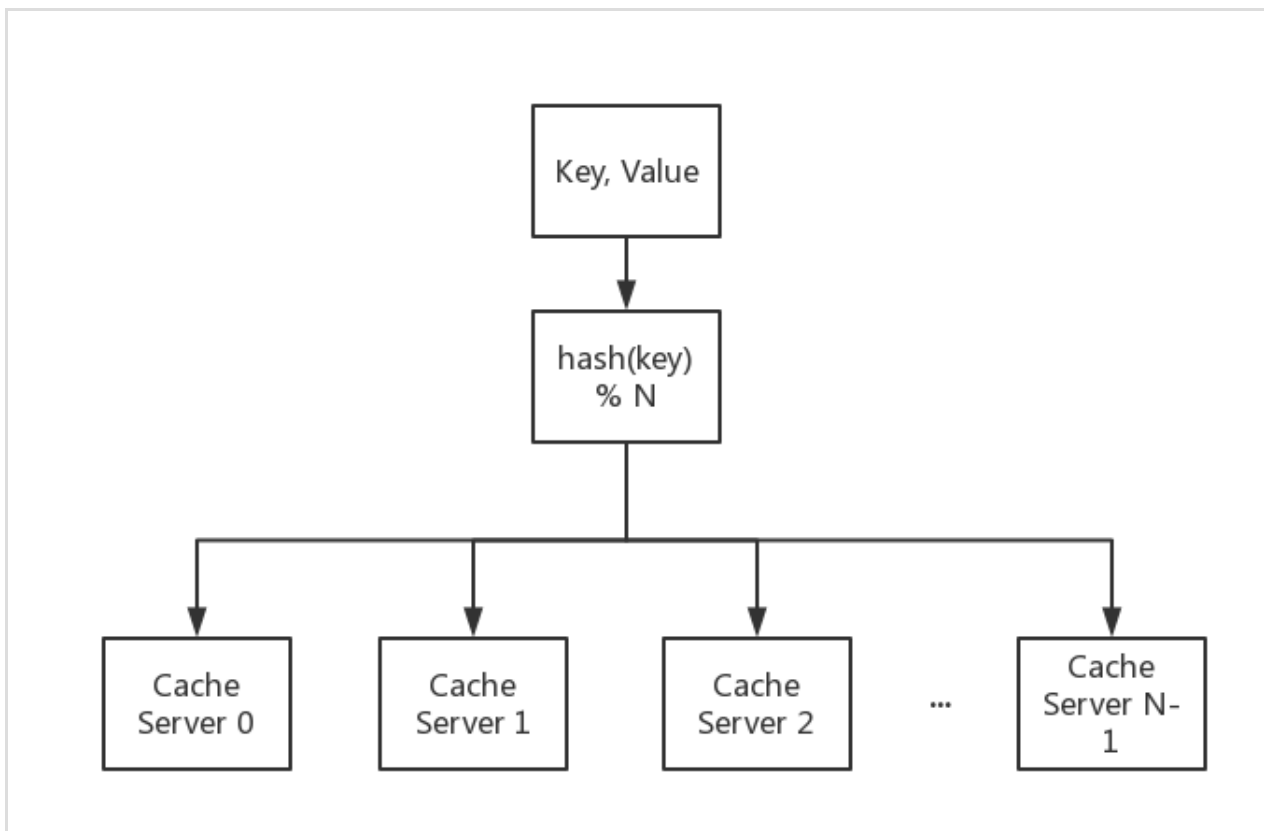 Key, Value
hash(key)
% N
Cache
Server 0
Cache
Server 1
Cache
Server 2
...
Cache
Server N-
1